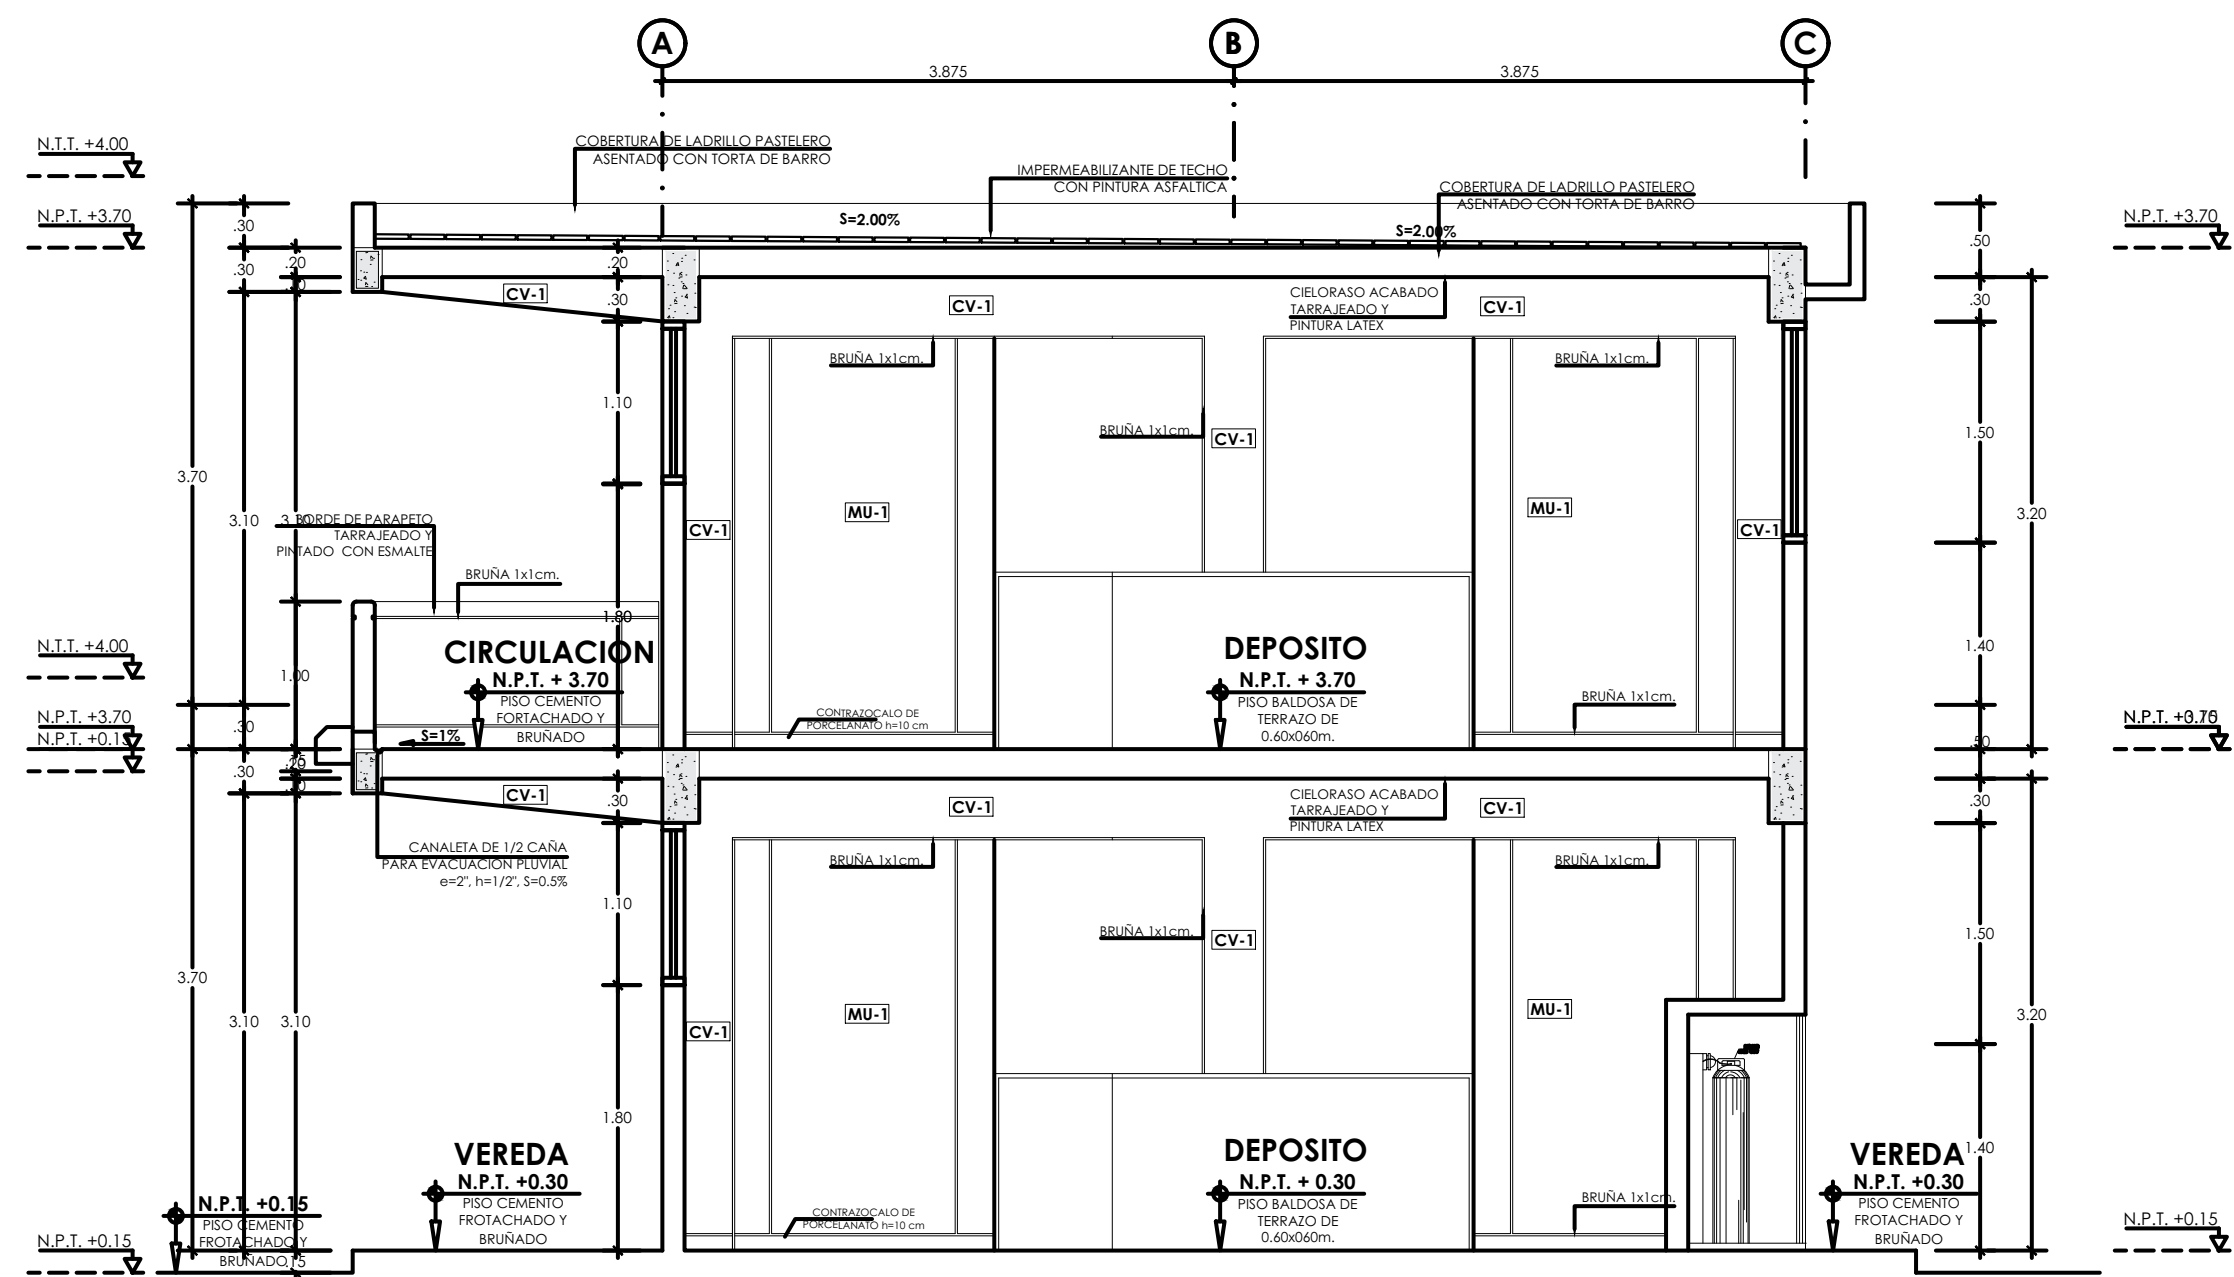 A
B
C
3.875
3.875
N.T.T. +4.00
COBERTURA DE LADRILLO PASTELERO
ASENTADO CON TORTA DE BARRO
IMPERMEABILIZANTE DE TECHO
CON PINTURA ASFALTICA
COBERTURA DE LADRILLO PASTELERO
ASENTADO CON TORTA DE BARRO
N.P.T. +3.70
S=2.00%
S=2.00%
N.P.T. +3.70
.30
.30
.20
.20
.30
.50
.30
CV-1
CV-1
CIELORASO ACABADO
TARRAJEADO Y
PINTURA LATEX
CV-1
BRUÑA 1x1cm.
BRUÑA 1x1cm.
1.10
BRUÑA 1x1cm.
CV-1
1.50
3.70
MU-1
MU-1
3.10
3.10
BORDE DE PARAPETO
TARRAJEADO Y
PINTADO CON ESMALTE
CV-1
CV-1
3.20
BRUÑA 1x1cm.
1.80
N.T.T. +4.00
CIRCULACION
N.P.T. + 3.70
PISO CEMENTO
FORTACHADO Y
BRUÑADO
DEPOSITO
N.P.T. + 3.70
PISO BALDOSA DE
TERRAZO DE
0.60x060m.
1.40
1.00
BRUÑA 1x1cm.
CONTRAZOCALO DE
PORCELANATO h=10 cm
N.P.T. +3.70
N.P.T. +0.15
S=1%
.30
.30
.50
.30
.30
CV-1
CV-1
CIELORASO ACABADO
TARRAJEADO Y
PINTURA LATEX
CV-1
CANALETA DE 1/2 CAÑA
PARA EVACUACION PLUVIAL
e=2", h=1/2", S=0.5%
BRUÑA 1x1cm.
BRUÑA 1x1cm.
1.10
BRUÑA 1x1cm.
CV-1
1.50
3.70
MU-1
MU-1
3.10
3.10
CV-1
3.20
1.80
VEREDA
N.P.T. +0.30
PISO CEMENTO
FROTACHADO Y
BRUÑADO
DEPOSITO
N.P.T. + 0.30
PISO BALDOSA DE
TERRAZO DE
0.60x060m.
1.40
VEREDA
N.P.T. +0.30
PISO CEMENTO
FROTACHADO Y
BRUÑADO
BRUÑA 1x1cm.
CONTRAZOCALO DE
PORCELANATO h=10 cm
N.P.T. +0.15
PISO CEMENTO
FROTACHADO Y
BRUÑADO
.15
N.P.T. +0.15
N.P.T. +0.15